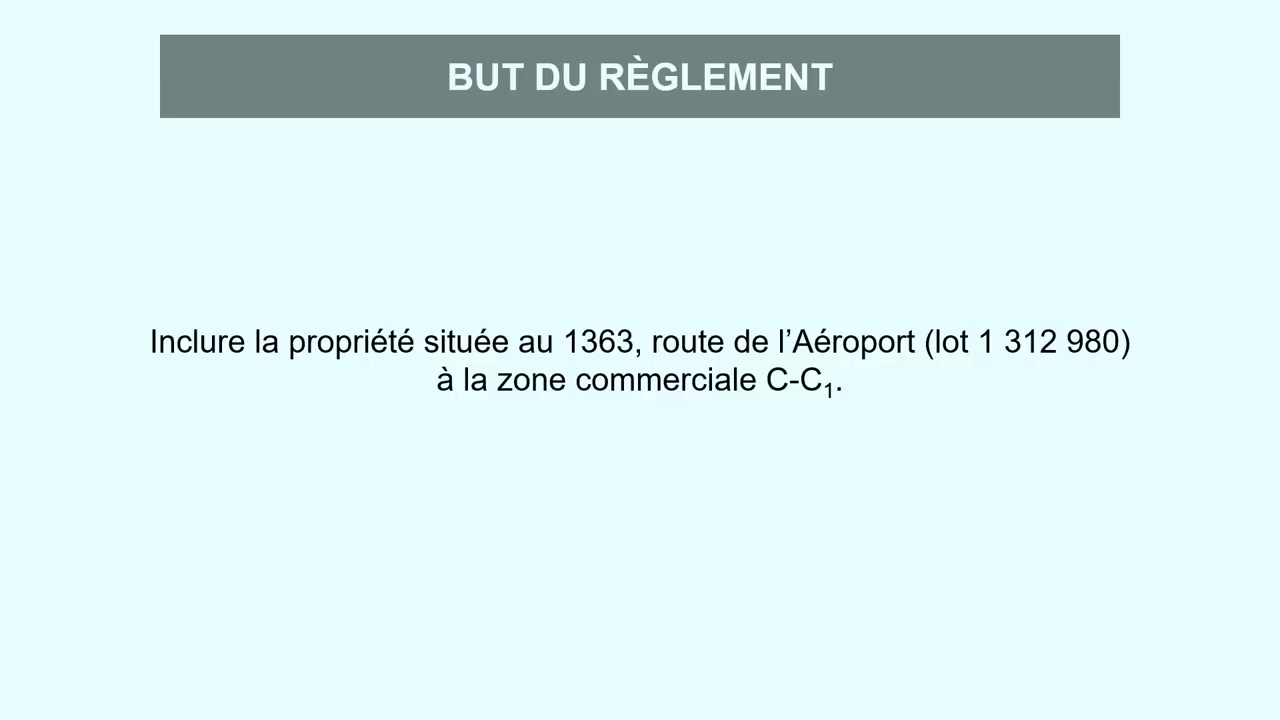 BUT DU RÈGLEMENT
Inclure la propriété située au 1363, route de l’Aéroport (lot 1 312 980)
à la zone commerciale C-C₁.